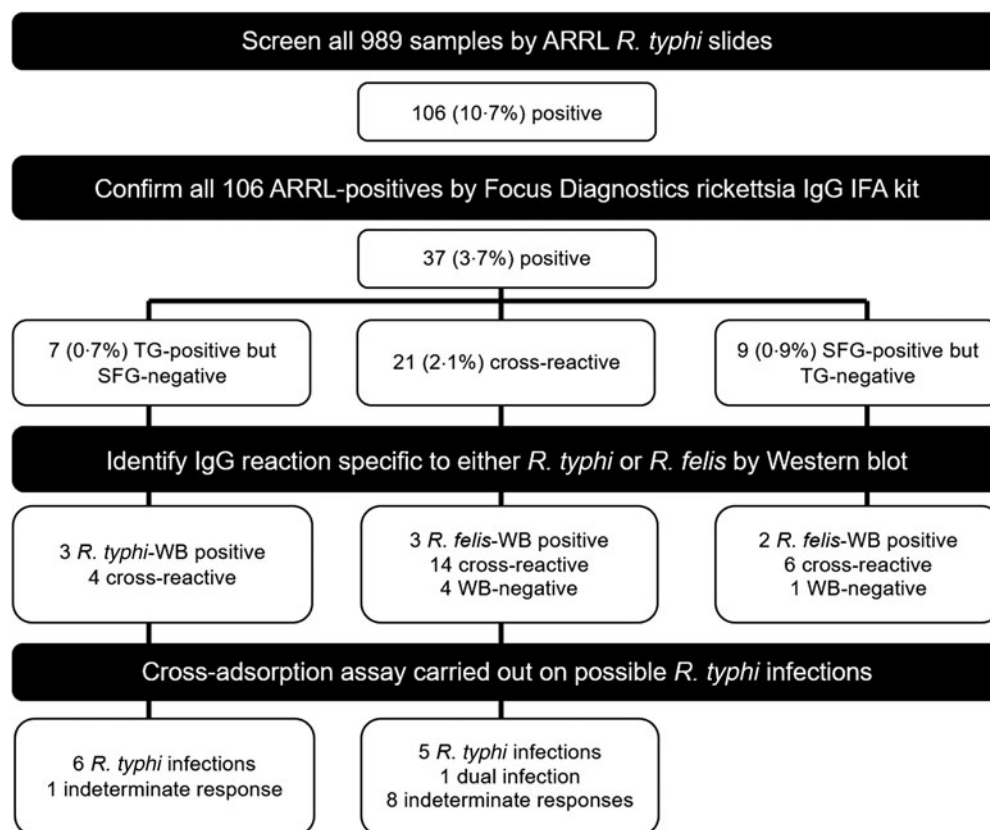 Screen all 989 samples by ARRL R. typhi slides
106 (10·7%) positive
Confirm all 106 ARRL-positives by Focus Diagnostics rickettsia IgG IFA kit
37 (3·7%) positive
7 (0·7%) TG-positive but
SFG-negative
21 (2·1%) cross-reactive
9 (0·9%) SFG-positive but
TG-negative
Identify IgG reaction specific to either R. typhi or R. felis by Western blot
3 R. typhi-WB positive
4 cross-reactive
3 R. felis-WB positive
14 cross-reactive
4 WB-negative
2 R. felis-WB positive
6 cross-reactive
1 WB-negative
Cross-adsorption assay carried out on possible R. typhi infections
6 R. typhi infections
1 indeterminate response
5 R. typhi infections
1 dual infection
8 indeterminate responses